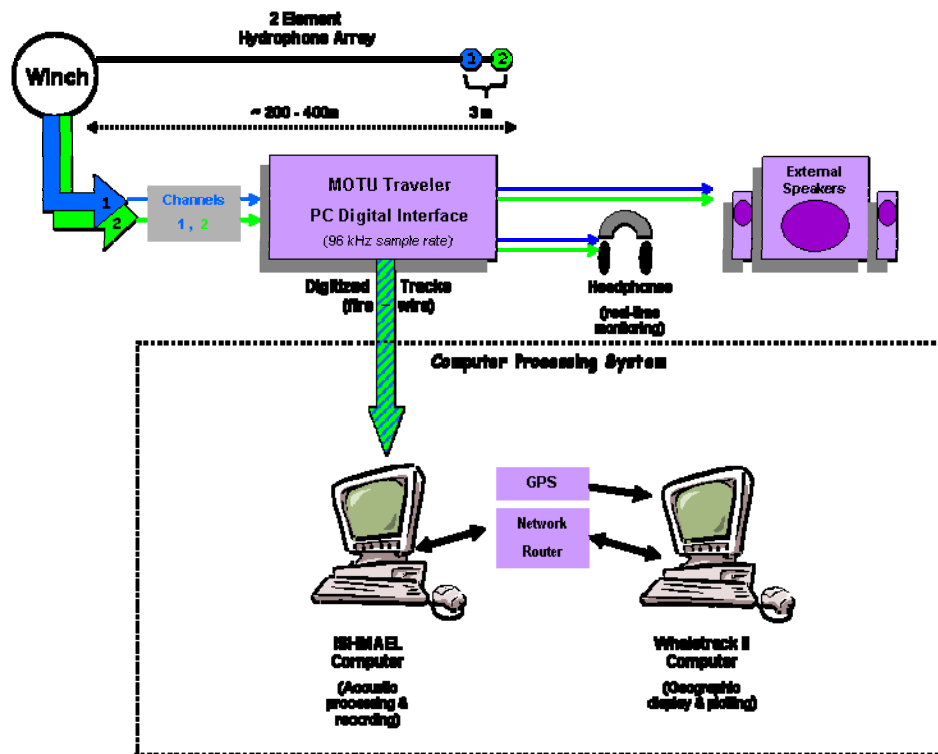 2 Element
Hydrophone Array
Winch
1 2
~ 200 - 400m
3 m
1
2
Channels
1, 2
MOTU Traveler
PC Digital Interface
(96 kHz sample rate)
External
Speakers
Digitized Tracks
(fire - wire)
Headphones
(real-time
monitoring)
Computer Processing System
GPS
Network
Router
ISHMAEL
Computer
(Acoustic
processing &
recording)
Whaletrack II
Computer
(Geographic
display & plotting)